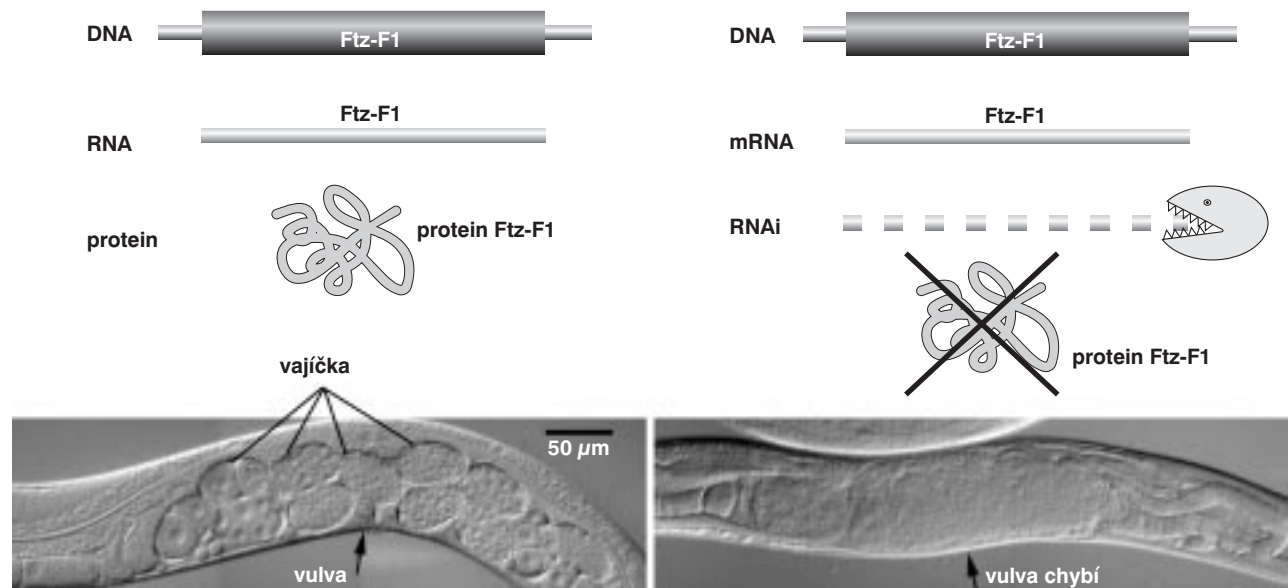 DNA
Ftz-F1
Ftz-F1
RNA
protein
protein Ftz-F1
vajíčka
50 µm
vulva
DNA
Ftz-F1
Ftz-F1
mRNA
RNAi
protein Ftz-F1
vulva chybí